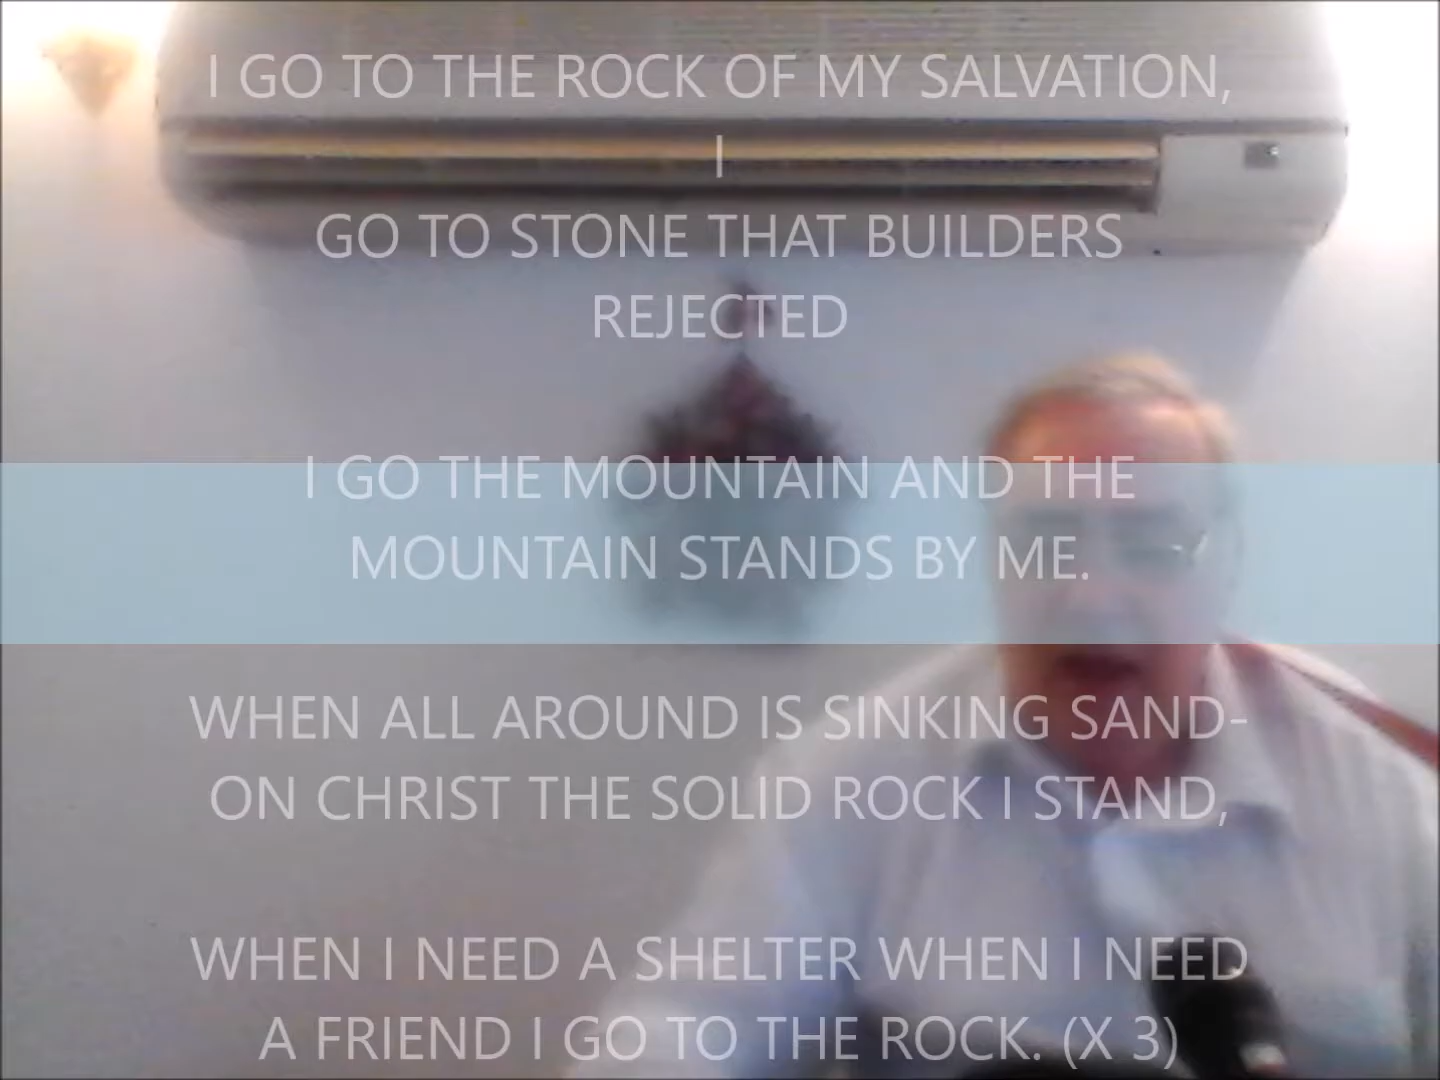 I GO TO THE ROCK OF MY SALVATION,
I
GO TO STONE THAT BUILDERS
REJECTED
I GO THE MOUNTAIN AND THE
MOUNTAIN STANDS BY ME.
WHEN ALL AROUND IS SINKING SAND-
ON CHRIST THE SOLID ROCK I STAND,
WHEN I NEED A SHELTER WHEN I NEED
A FRIEND I GO TO THE ROCK. (X 3)